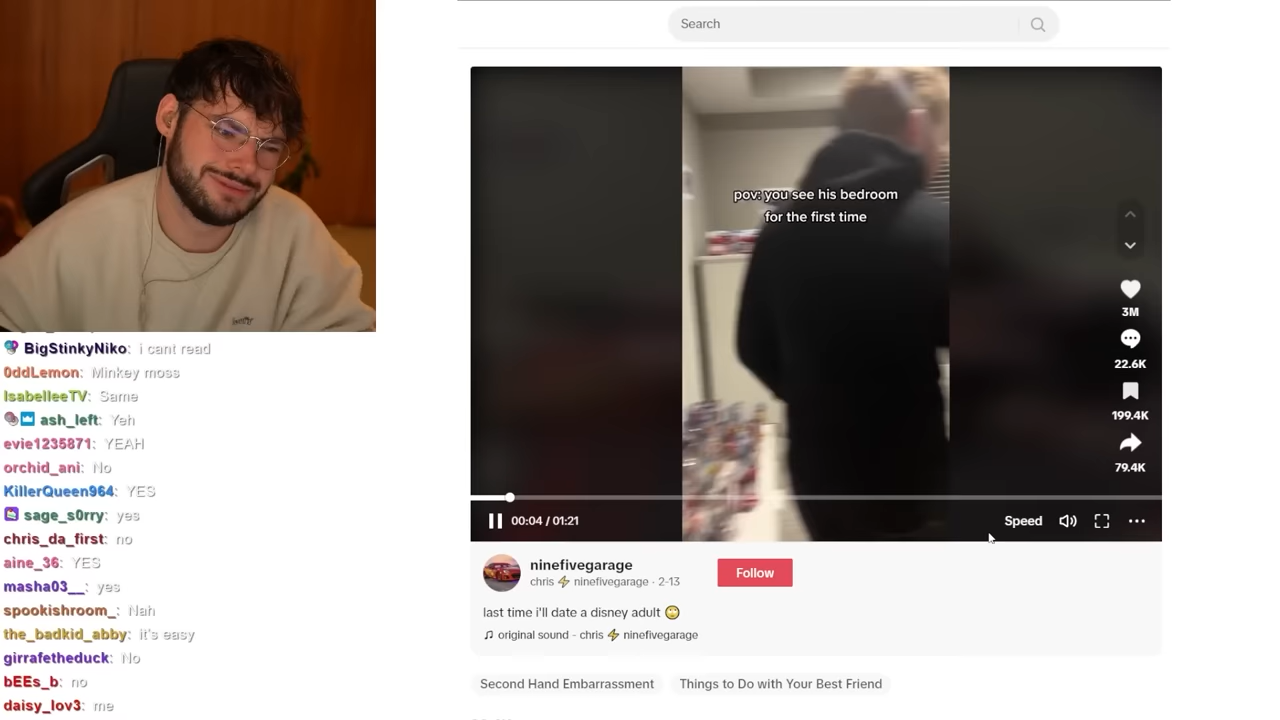 Search
pov: you see his bedroom
for the first time
3M
22.6K
199.4K
79.4K
00:04 / 01:21
Speed
ninefivegarage
chris ⚡ ninefivegarage · 2-13
Follow
last time i'll date a disney adult 🙄
♫ original sound - chris ⚡ ninefivegarage
Second Hand Embarrassment
Things to Do with Your Best Friend
BigStinkyNiko: i cant read
0ddLemon: Minkey moss
IsabelleeTV: Same
ash_left: Yeh
evie1235871: YEAH
orchid_ani: No
KillerQueen964: YES
sage_s0rry: yes
chris_da_first: no
aine_36: YES
masha03__: yes
spookishroom_: Nah
the_badkid_abby: it's easy
girrafetheduck: No
bEEs_b: no
daisy_lov3: me